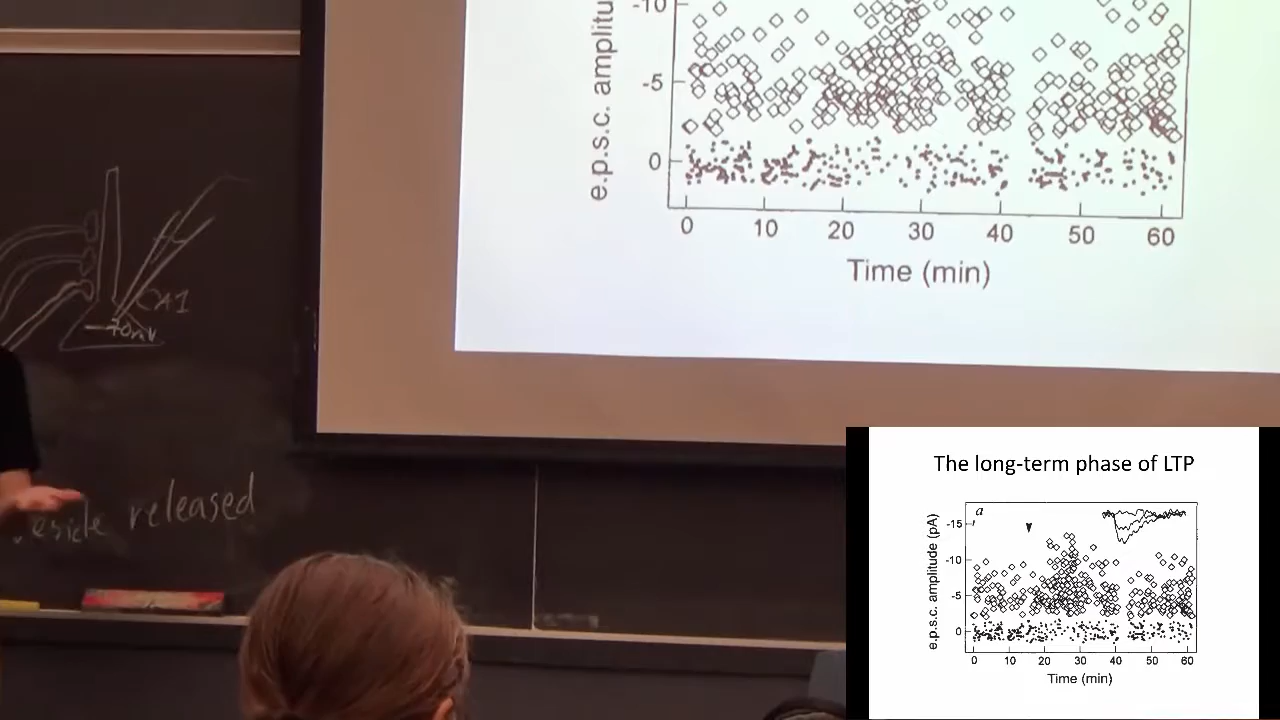 -10
e.p.s.c. amplitu
-5
0
0 10 20 30 40 50 60
Time (min)
CA1
-70mV
released
The long-term phase of LTP
a
e.p.s.c. amplitude (pA)
-15
-10
-5
0
0 10 20 30 40 50 60
Time (min)